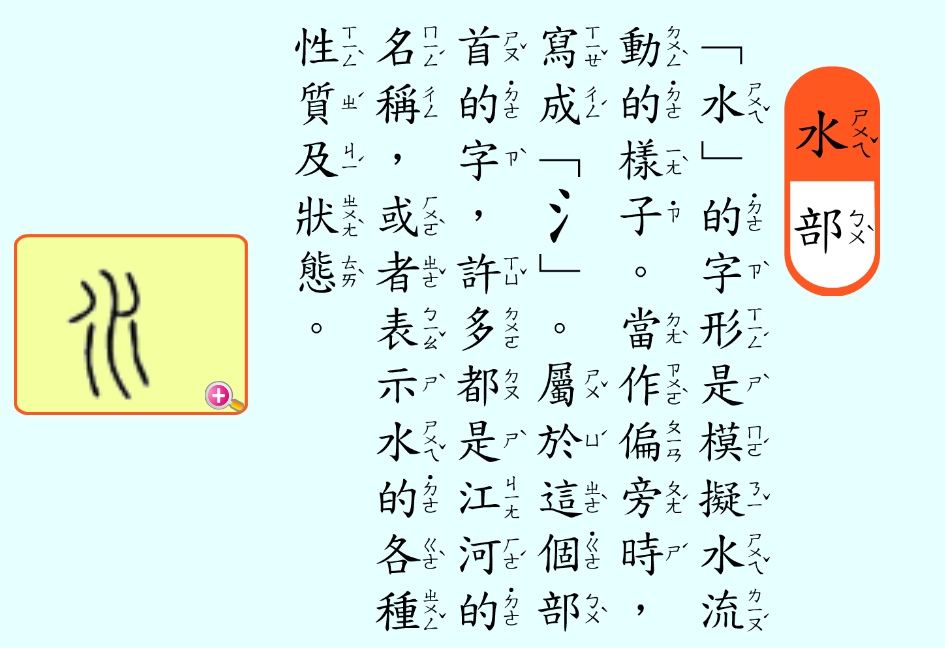 水部
「水」的字形是模擬水流
動的樣子。當作偏旁時，
寫成「氵」。屬於這個部
首的字，許多都是江河的
名稱，或者表示水的各種
性質及狀態。